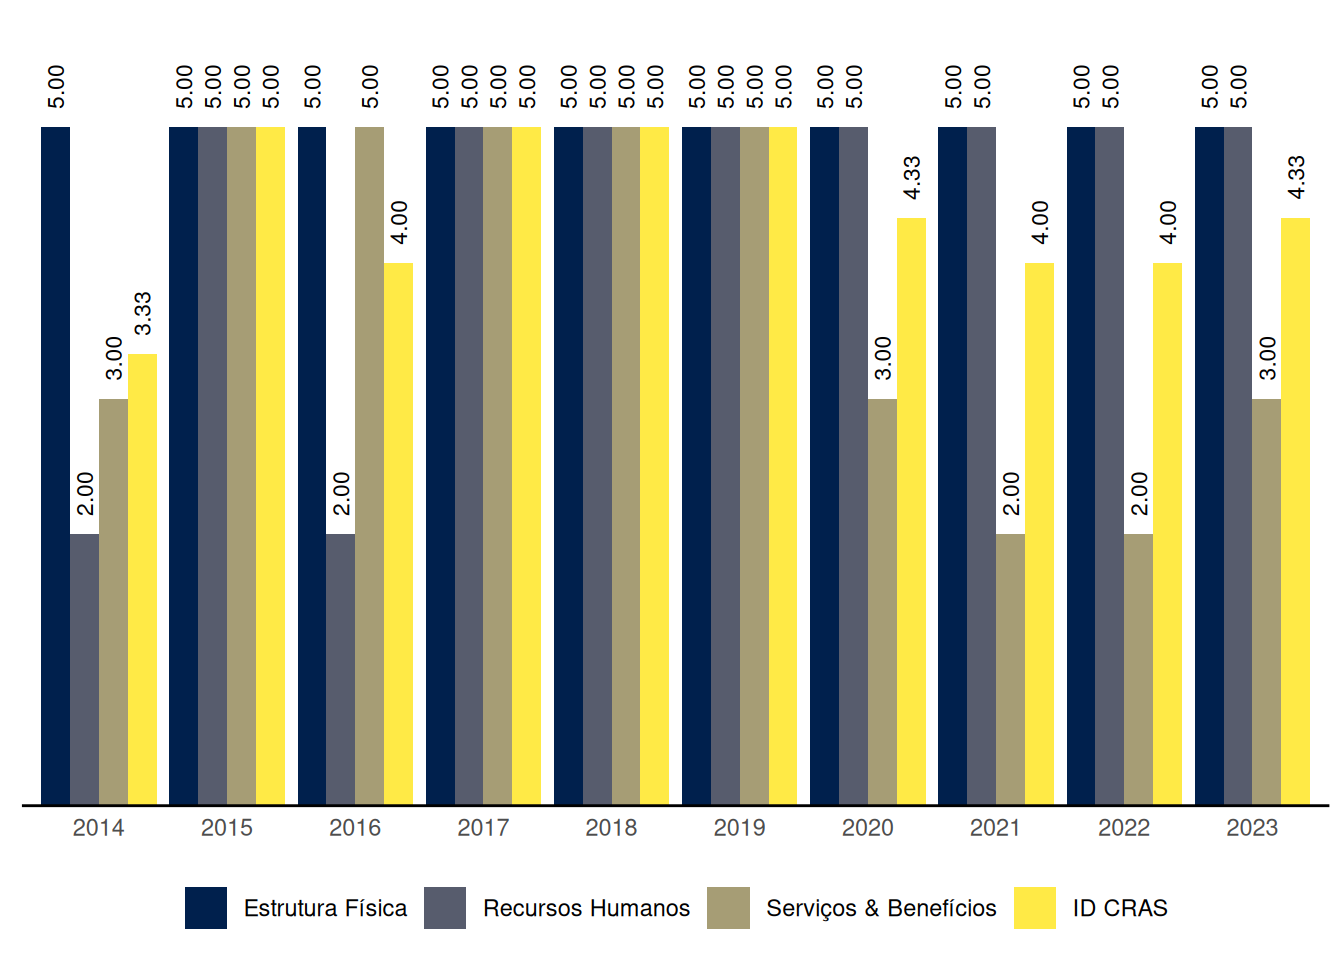 5.00 2.00 3.00 3.33 5.00 5.00 5.00 5.00 5.00 2.00 5.00 4.00 5.00 5.00 5.00 5.00 5.00 5.00 5.00 5.00 5.00 5.00 5.00 5.00 5.00 5.00 3.00 4.33 5.00 5.00 2.00 4.00 5.00 5.00 2.00 4.00 5.00 5.00 3.00 4.33
2014 2015 2016 2017 2018 2019 2020 2021 2022 2023
Estrutura Física Recursos Humanos Serviços & Benefícios ID CRAS